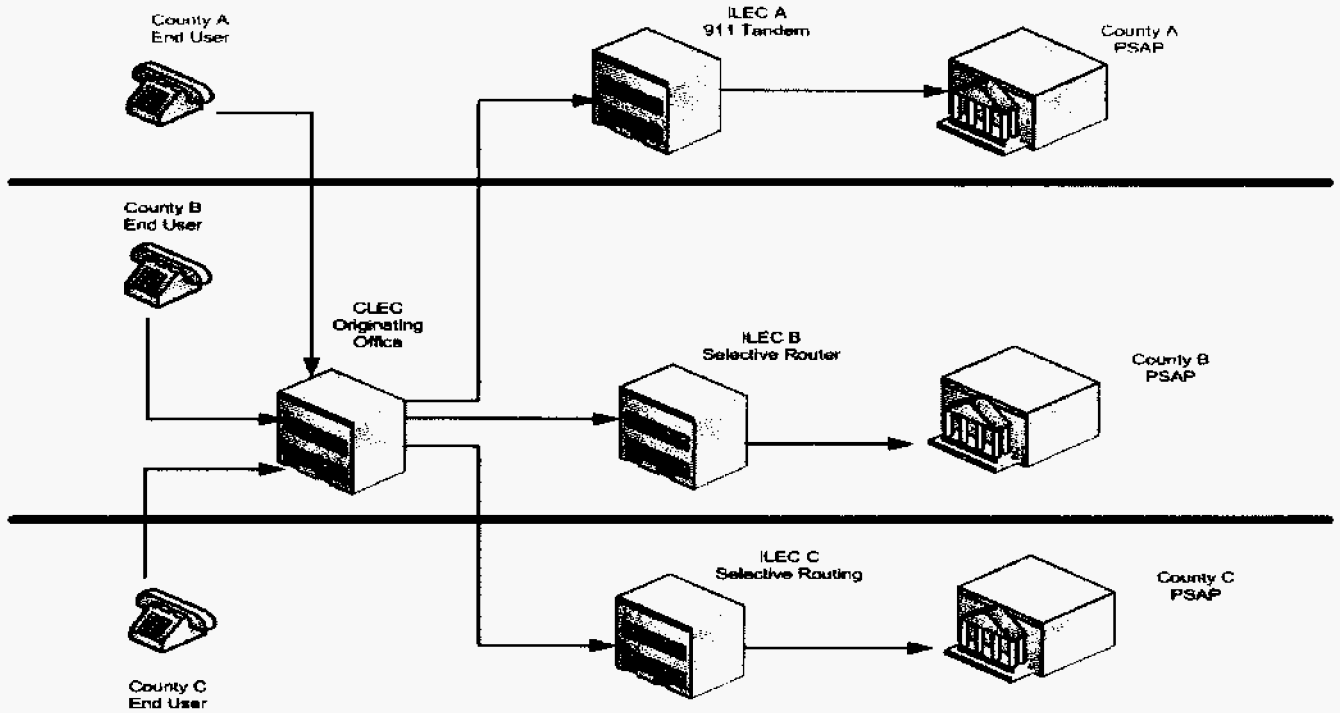 County A
End User
ILEC A
911 Tandem
County A
PSAP
County B
End User
CLEC
Originating
Office
ILEC B
Selective Router
County B
PSAP
ILEC C
Selective Routing
County C
PSAP
County C
End User